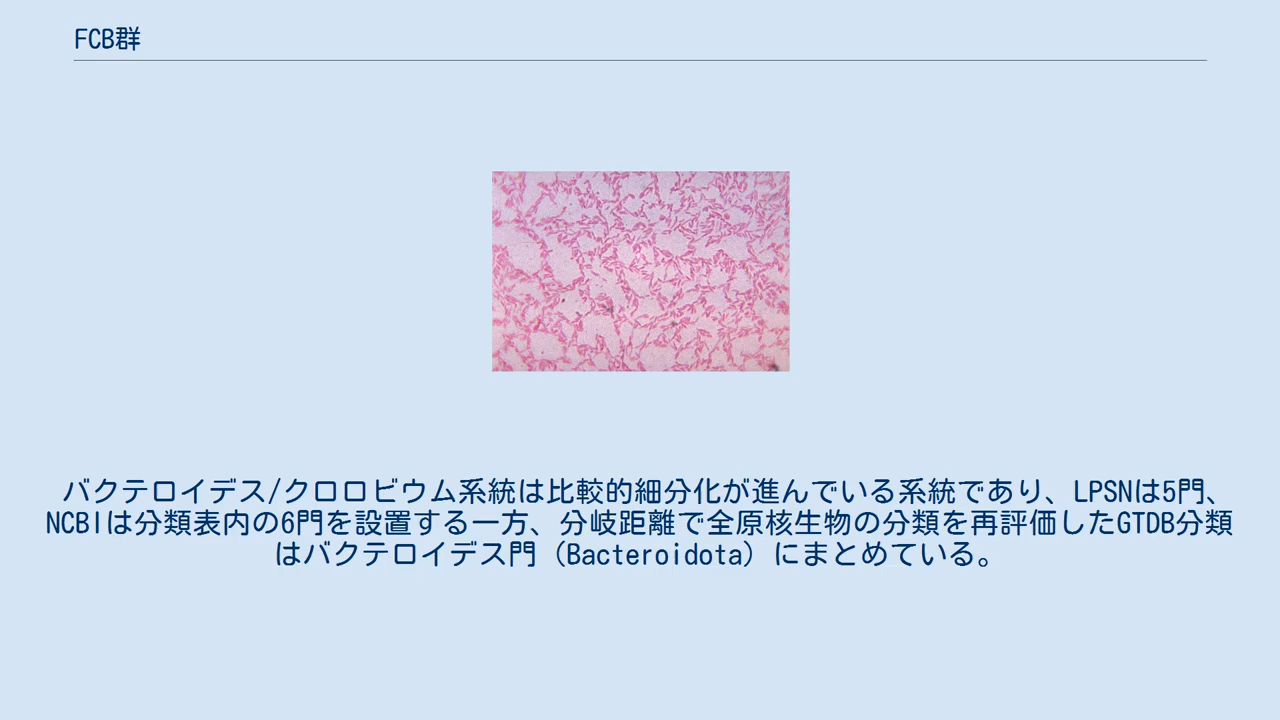 FCB群
バクテロイデス/クロロビウム系統は比較的細分化が進んでいる系統であり、LPSNは5門、
NCBIは分類表内の6門を設置する一方、分岐距離で全原核生物の分類を再評価したGTDB分類
はバクテロイデス門（Bacteroidota）にまとめている。